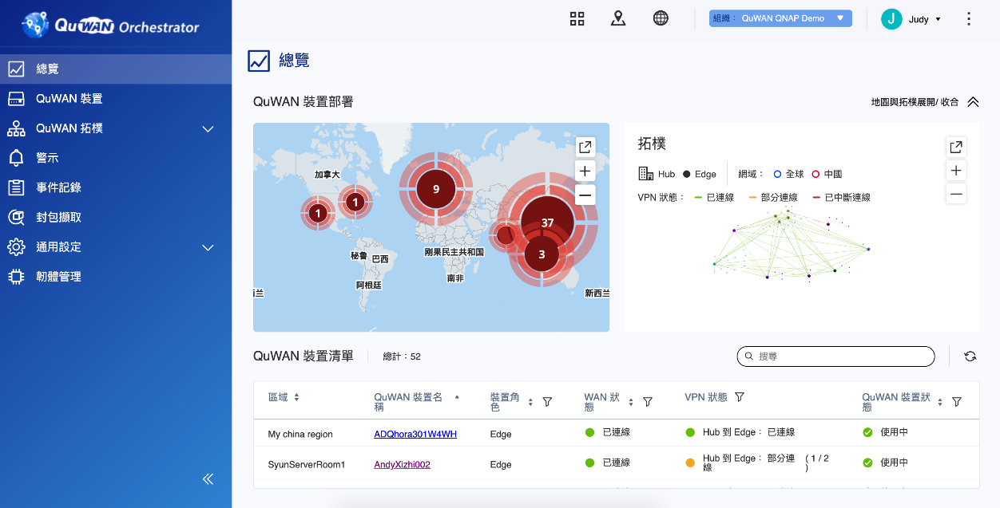 QuWAN Orchestrator
組織： QuWAN QNAP Demo
J Judy
總覽
QuWAN 裝置
QuWAN 拓樸
警示
事件記錄
封包擷取
通用設定
韌體管理
總覽
QuWAN 裝置部署
地圖與拓樸展開/ 收合
加拿大
1
1
9
37
3
秘鲁
巴西
阿根廷
刚果民主共和国
南非
新西兰
兰
拓樸
Hub Edge 網域： 全球 中國
VPN 狀態： 已連線 部分連線 已中斷連線
QuWAN 裝置清單 總計：52
搜尋
區域 QuWAN 裝置名稱 裝置角色 WAN 狀態 VPN 狀態 QuWAN 裝置狀態
My china region ADQhora301W4WH Edge 已連線 Hub 到 Edge： 已連線 使用中
SyunServerRoom1 AndyXizhi002 Edge 已連線 Hub 到 Edge： 部分連線 ( 1 / 2 ) 使用中